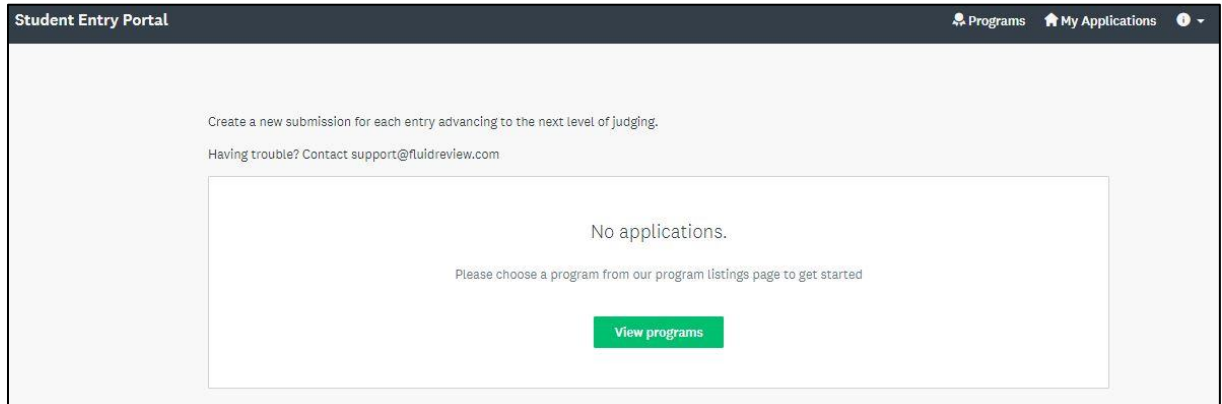 Student Entry Portal
Programs
My Applications
Create a new submission for each entry advancing to the next level of judging.
Having trouble? Contact support@fluidreview.com
No applications.
Please choose a program from our program listings page to get started
View programs